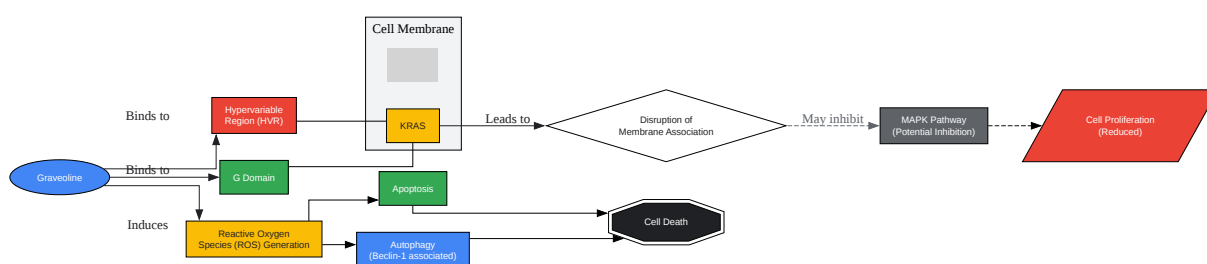 Cell Membrane
Binds to
Hypervariable
Region (HVR)
KRAS
Leads to
Disruption of
Membrane Association
May inhibit
MAPK Pathway
(Potential Inhibition)
Cell Proliferation
(Reduced)
Graveoline
Binds to
G Domain
Apoptosis
Induces
Reactive Oxygen
Species (ROS) Generation
Autophagy
(Beclin-1 associated)
Cell Death